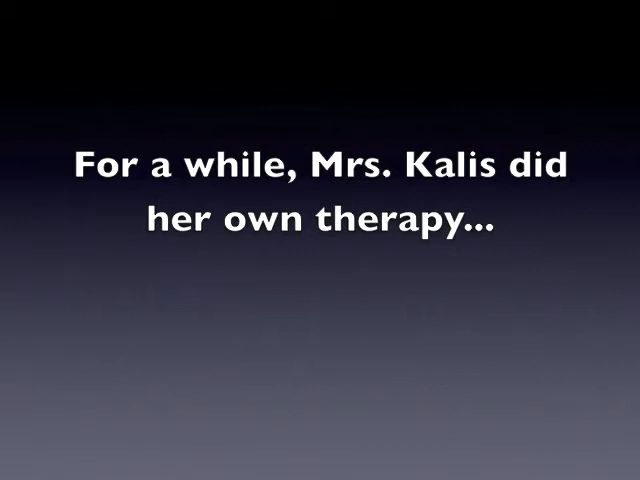 For a while, Mrs. Kalis did
her own therapy...